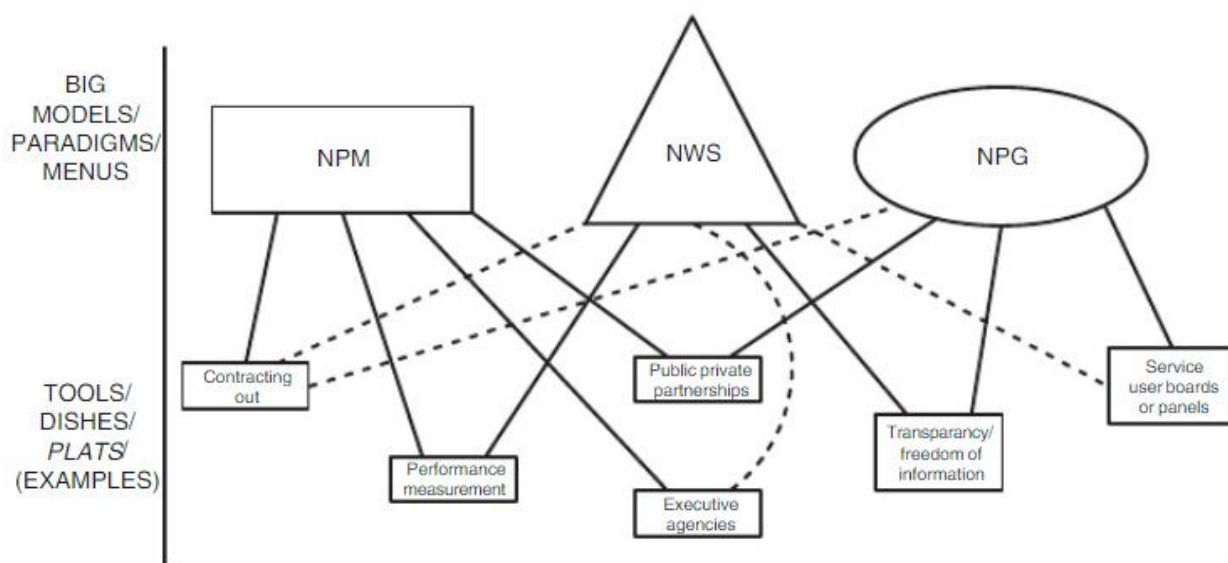 BIG
MODELS/
PARADIGMS/
MENUS
NPM
NWS
NPG
TOOLS/
DISHES/
PLATS/
(EXAMPLES)
Contracting
out
Performance
measurement
Public private
partnerships
Executive
agencies
Transparancy/
freedom of
information
Service
user boards
or panels